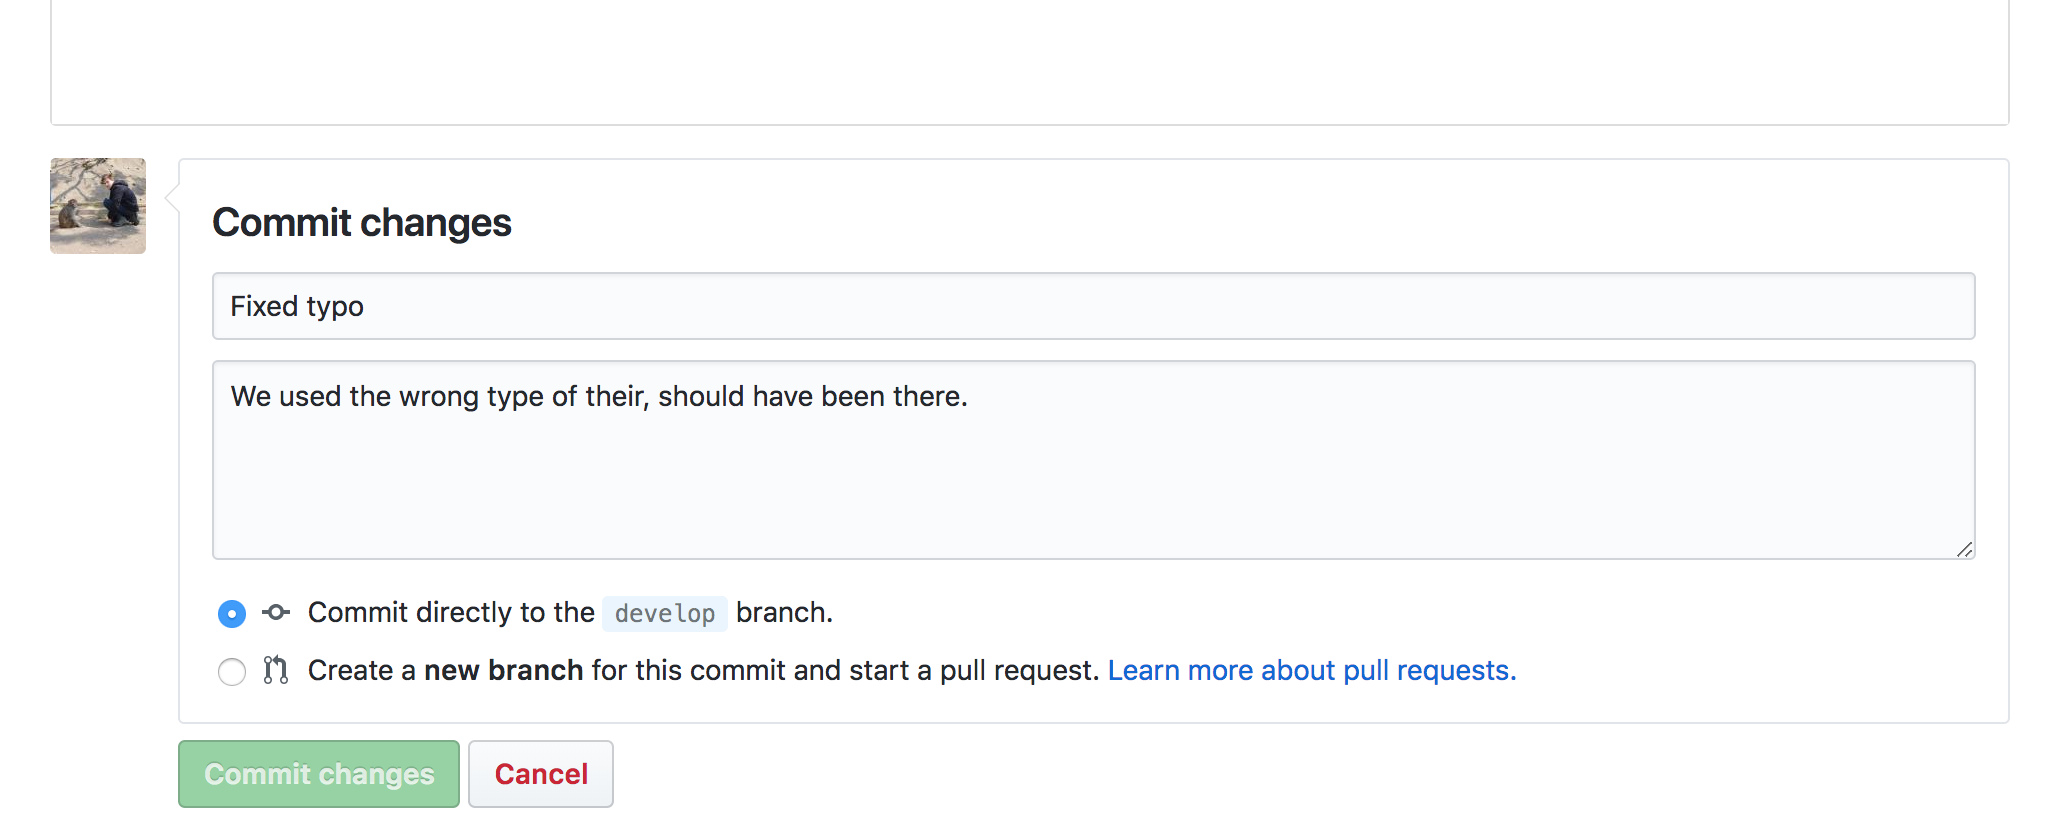 Commit changes
Fixed typo
We used the wrong type of their, should have been there.
Commit directly to the develop branch.
Create a new branch for this commit and start a pull request. Learn more about pull requests.
Commit changes Cancel